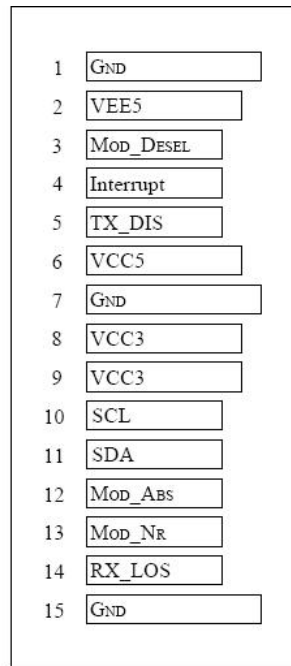 1 GND
2 VEE5
3 MOD_DESEL
4 Interrupt
5 TX_DIS
6 VCC5
7 GND
8 VCC3
9 VCC3
10 SCL
11 SDA
12 MOD_ABS
13 MOD_NR
14 RX_LOS
15 GND